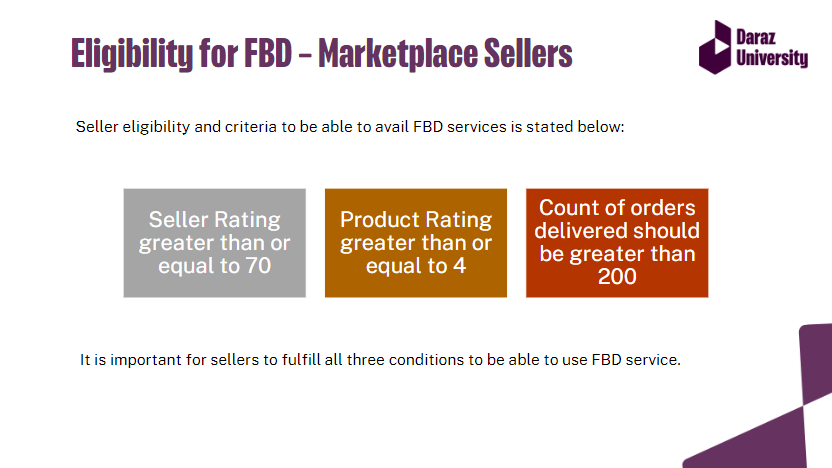 Eligibility for FBD – Marketplace Sellers
Daraz
University
Seller eligibility and criteria to be able to avail FBD services is stated below:
Seller Rating
greater than or
equal to 70
Product Rating
greater than or
equal to 4
Count of orders
delivered should
be greater than
200
It is important for sellers to fulfill all three conditions to be able to use FBD service.